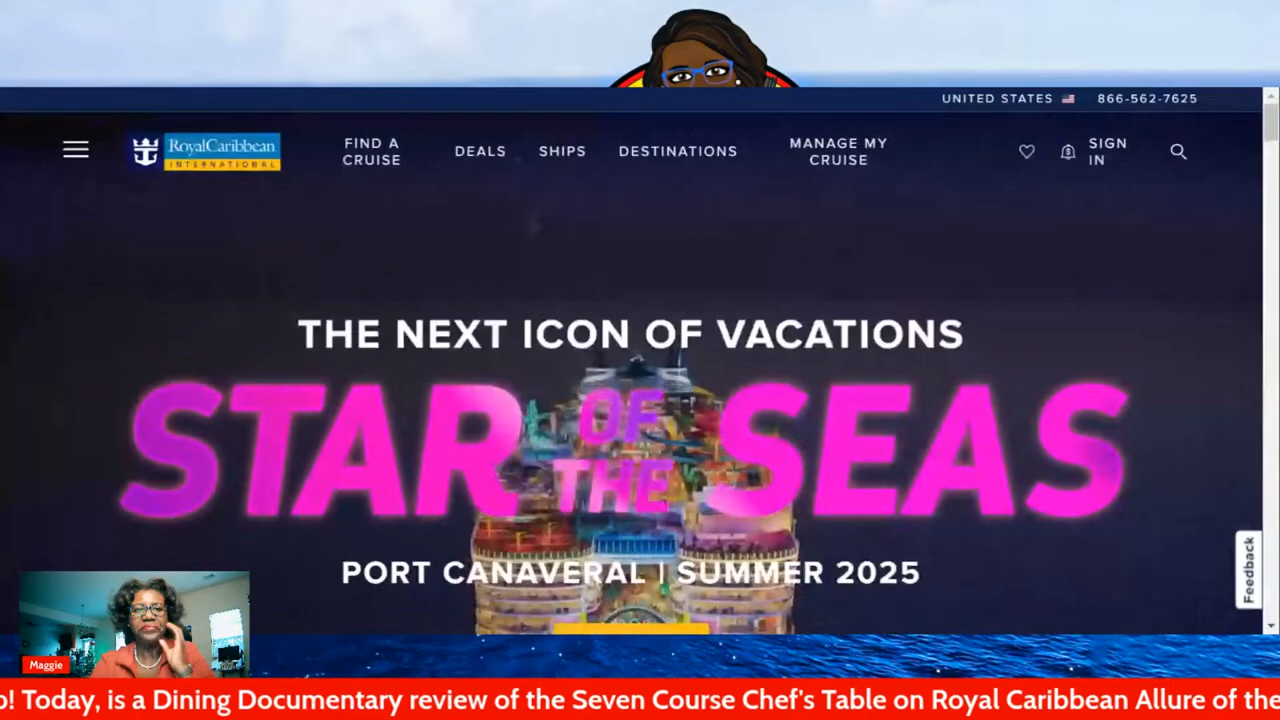 UNITED STATES 866-562-7625
RoyalCaribbean
INTERNATIONAL
FIND A
CRUISE
DEALS
SHIPS
DESTINATIONS
MANAGE MY
CRUISE
SIGN
IN
THE NEXT ICON OF VACATIONS
STAR OF THE SEAS
PORT CANAVERAL | SUMMER 2025
Feedback
Maggie
! Today, is a Dining Documentary review of the Seven Course Chef's Table on Royal Caribbean Allure of the